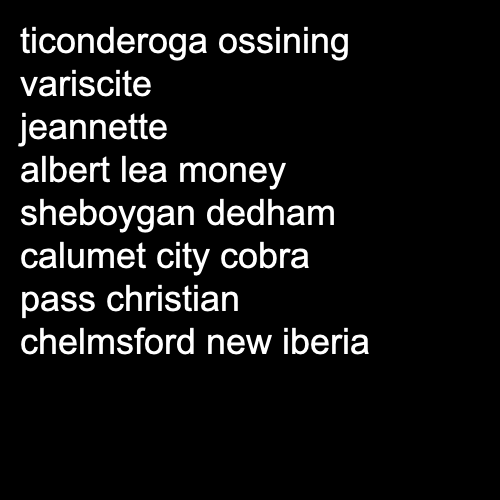 ticonderoga ossining
variscite
jeannette
albert lea money
sheboygan dedham
calumet city cobra
pass christian
chelmsford new iberia